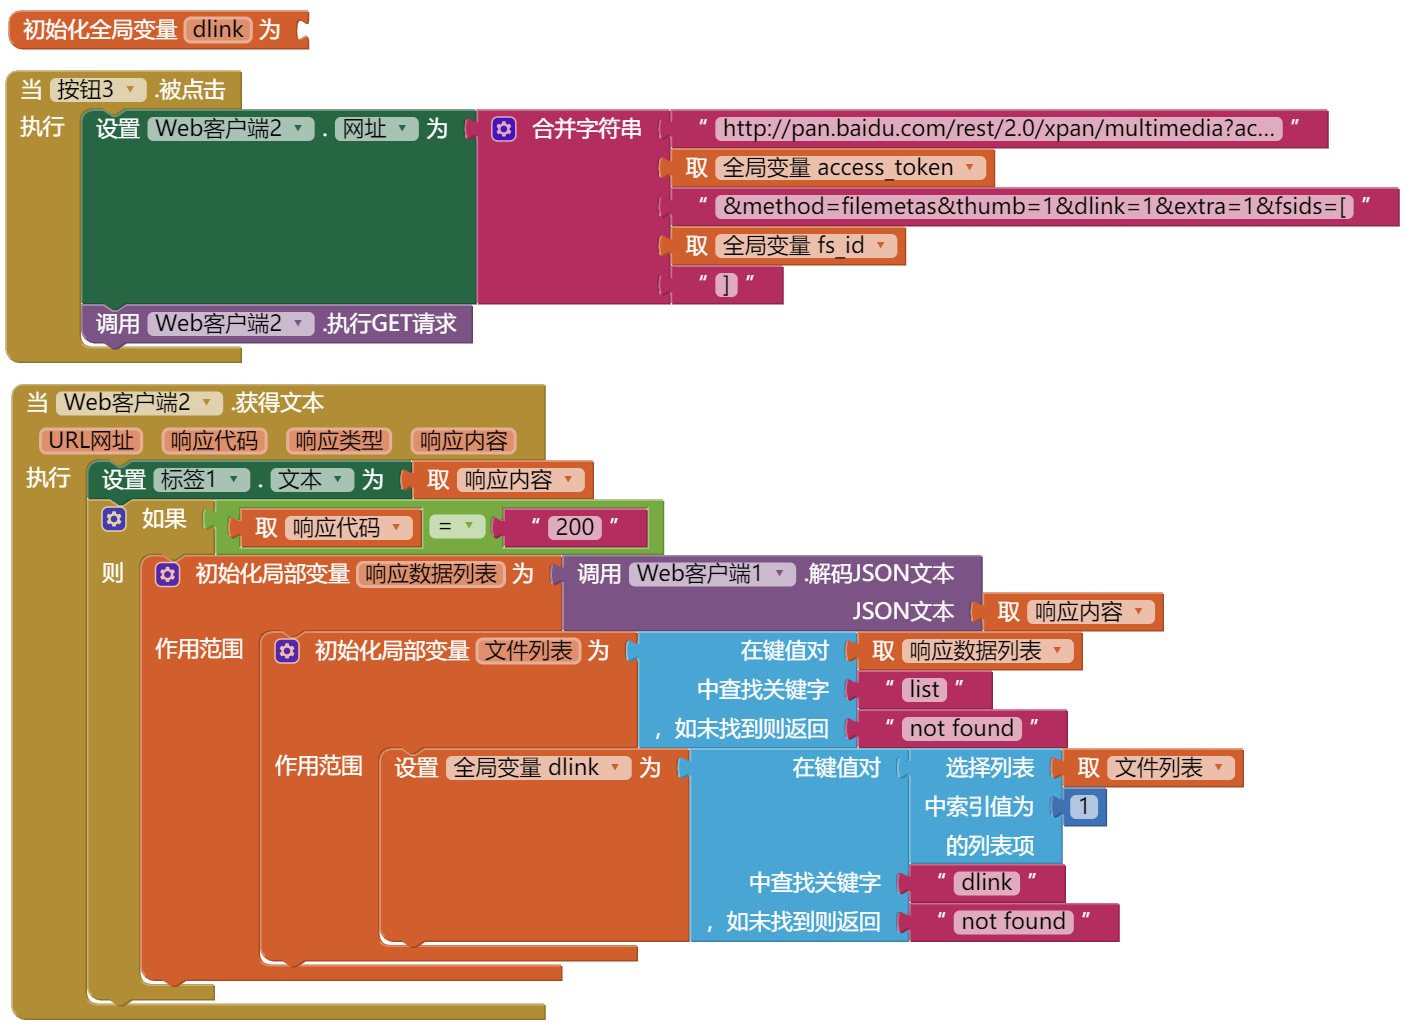 初始化全局变量 dlink 为
当 按钮3 .被点击
执行 设置 Web客户端2 . 网址 为 合并字符串 “ http://pan.baidu.com/rest/2.0/xpan/multimedia?ac... ”
取 全局变量 access_token
“ &method=filemetas&thumb=1&dlink=1&extra=1&fsids=[ ”
取 全局变量 fs_id
“ ] ”
调用 Web客户端2 .执行GET请求
当 Web客户端2 .获得文本
URL网址 响应代码 响应类型 响应内容
执行 设置 标签1 . 文本 为 取 响应内容
如果 取 响应代码 = “ 200 ”
则 初始化局部变量 响应数据列表 为 调用 Web客户端1 .解码JSON文本
JSON文本 取 响应内容
作用范围 初始化局部变量 文件列表 为 在键值对 取 响应数据列表
中查找关键字 “ list ”
, 如未找到则返回 “ not found ”
作用范围 设置 全局变量 dlink 为 在键值对 选择列表 取 文件列表
中索引值为 1
的列表项
中查找关键字 “ dlink ”
, 如未找到则返回 “ not found ”